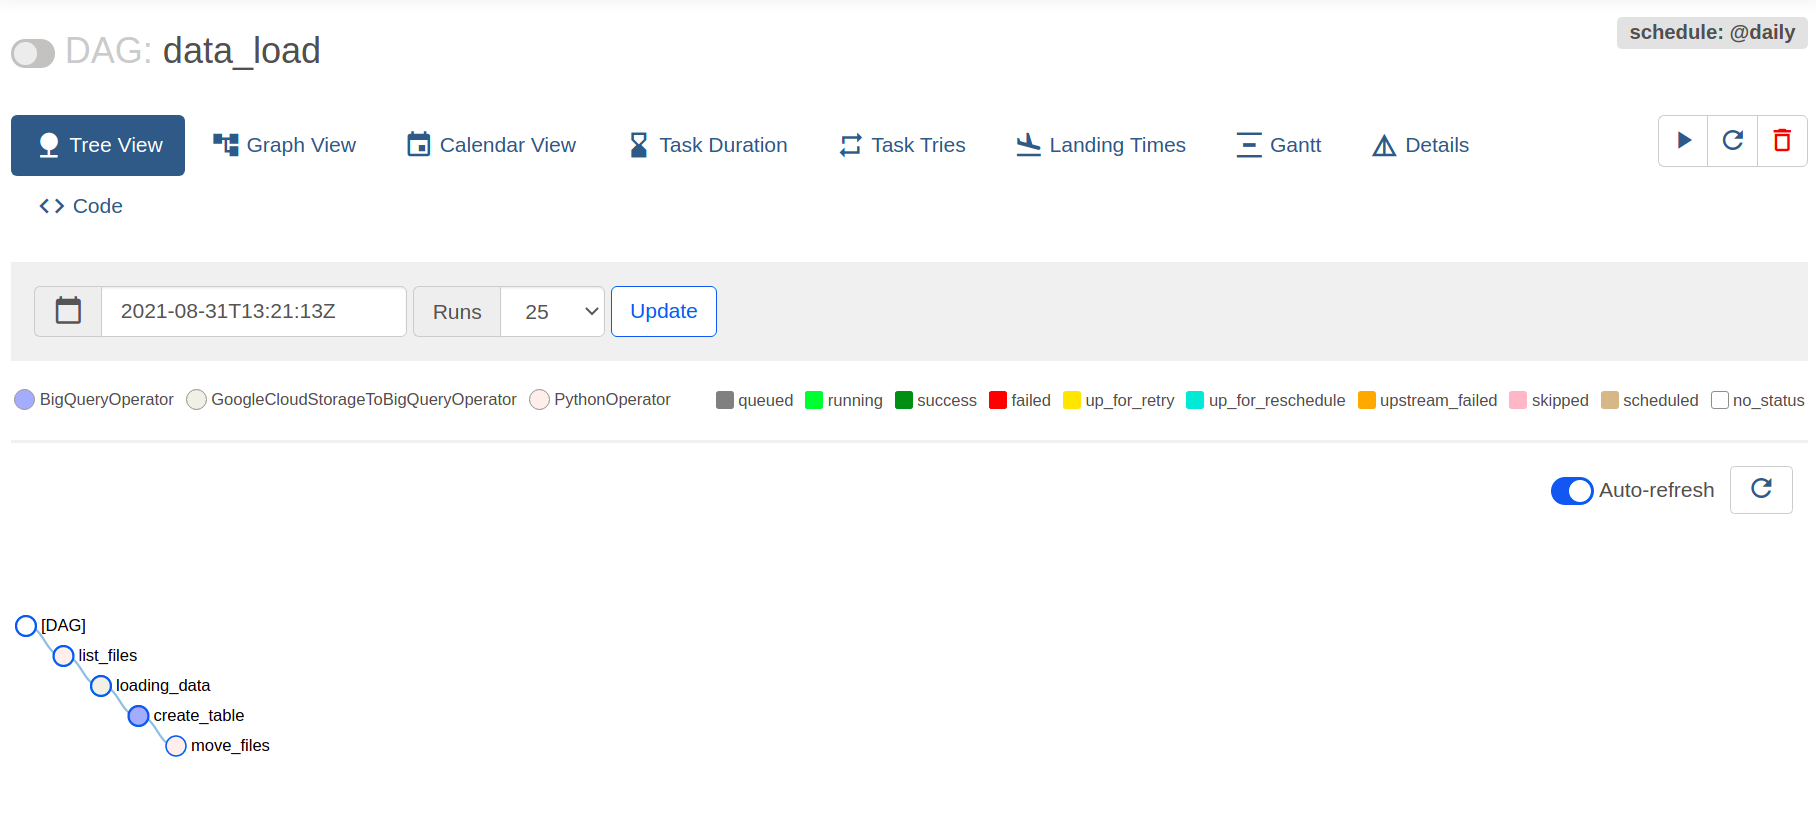 DAG: data_load
schedule: @daily
Tree View
Graph View
Calendar View
Task Duration
Task Tries
Landing Times
Gantt
Details
Code
2021-08-31T13:21:13Z
Runs
25
Update
BigQueryOperator
GoogleCloudStorageToBigQueryOperator
PythonOperator
queued
running
success
failed
up_for_retry
up_for_reschedule
upstream_failed
skipped
scheduled
no_status
Auto-refresh
[DAG]
list_files
loading_data
create_table
move_files